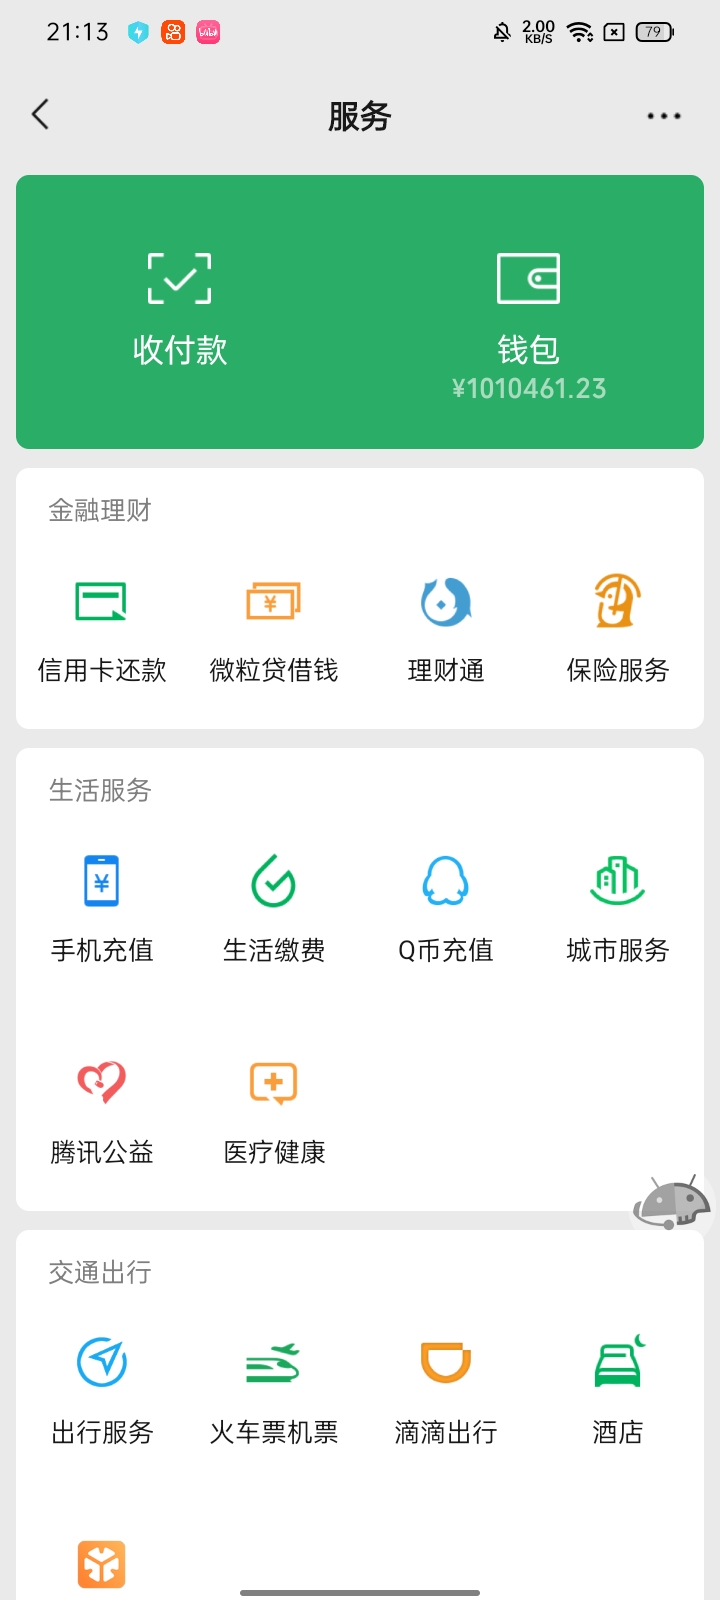 21:13
2.00
KB/S
79
服务
收付款
钱包
¥1010461.23
金融理财
信用卡还款
微粒贷借钱
理财通
保险服务
生活服务
手机充值
生活缴费
Q币充值
城市服务
腾讯公益
医疗健康
交通出行
出行服务
火车票机票
滴滴出行
酒店